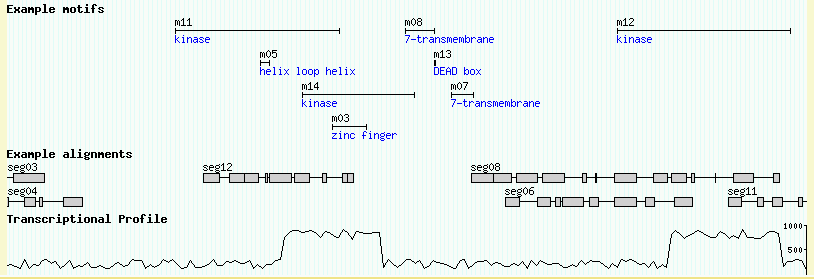 Example motifs
m11 m08 m12
kinase 7-transmembrane kinase
m05 m13
helix loop helix DEAD box
m14 m07
kinase 7-transmembrane
m03
zinc finger
Example alignments
seg03 seg12 seg08
seg04 seg06 seg11
Transcriptional Profile
1000
500